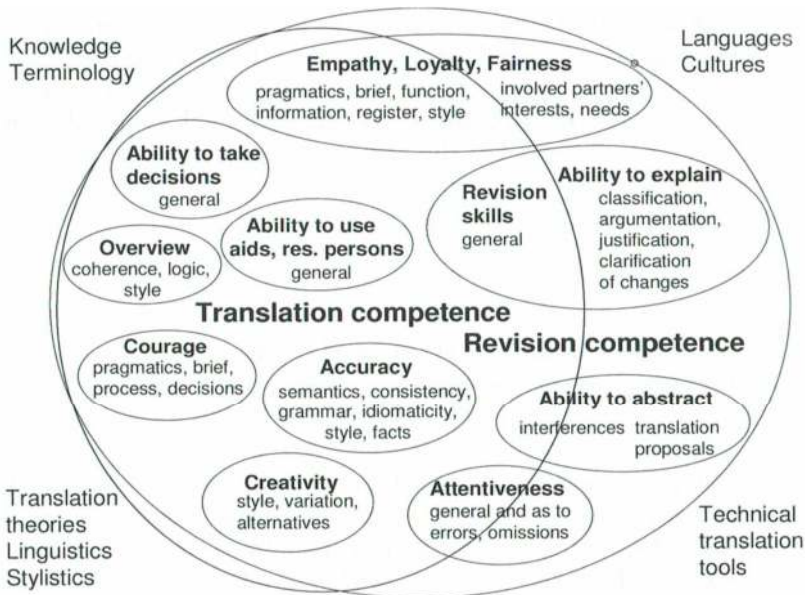 Knowledge
Terminology
Languages
Cultures
Empathy, Loyalty, Fairness
pragmatics, brief, function,
information, register, style
involved partners'
interests, needs
Ability to take
decisions
general
Ability to use
aids, res. persons
general
Revision
skills
general
Ability to explain
classification,
argumentation,
justification,
clarification
of changes
Overview
coherence, logic,
style
Translation competence
Revision competence
Courage
pragmatics, brief,
process, decisions
Accuracy
semantics, consistency,
grammar, idiomaticity,
style, facts
Ability to abstract
interferences
translation
proposals
Creativity
style, variation,
alternatives
Attentiveness
general and as to
errors, omissions
Translation
theories
Linguistics
Stylistics
Technical
translation
tools